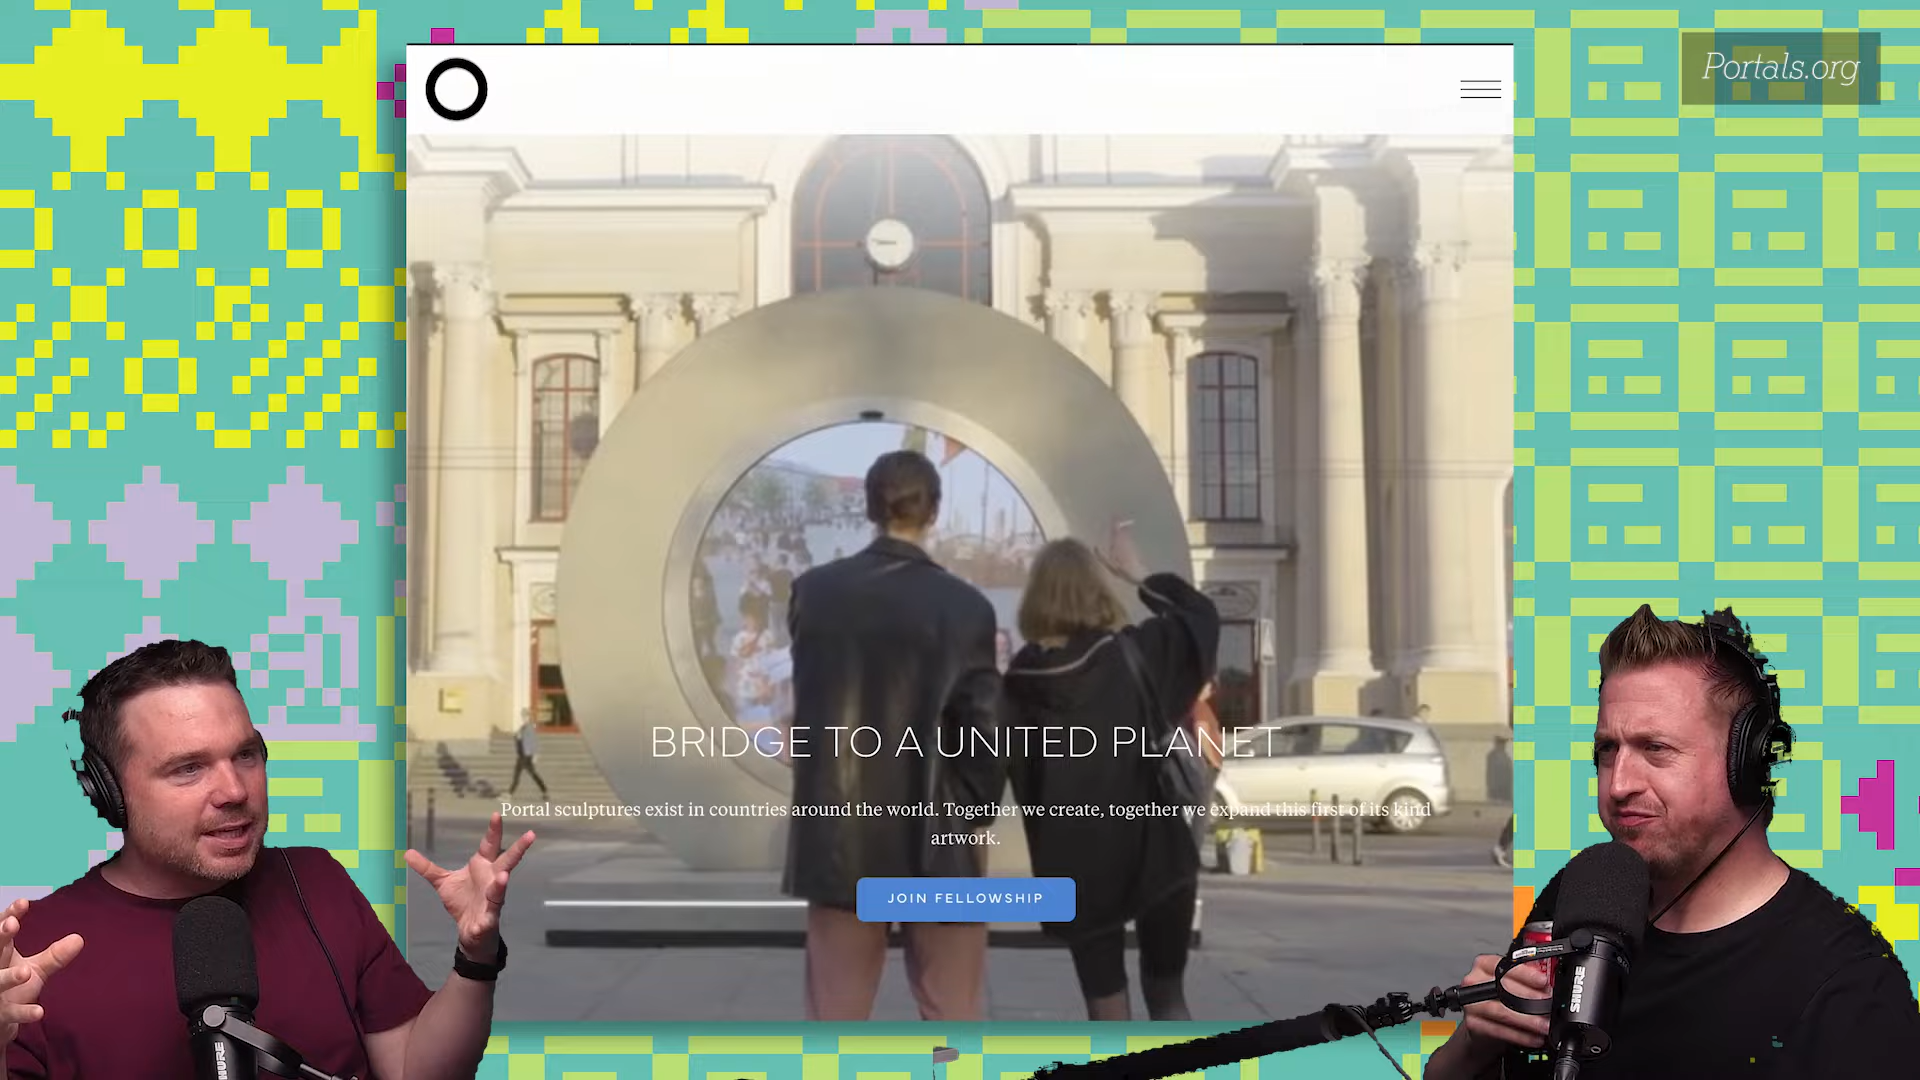 Portals.org
BRIDGE TO A UNITED PLANET
Portal sculptures exist in countries around the world. Together we create, together we expand this first of its kind
artwork.
JOIN FELLOWSHIP
SHURE
SHURE